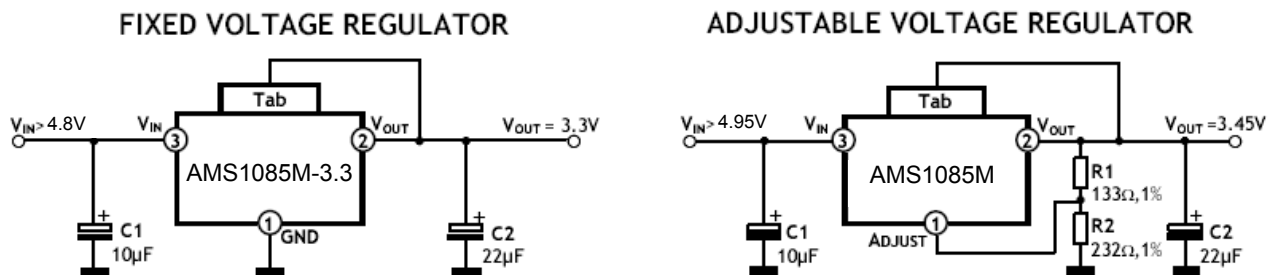 FIXED VOLTAGE REGULATOR
Tab
VIN> 4.8V
VIN
3
2
VOUT
VOUT = 3.3V
AMS1085M-3.3
1
GND
+
C1
10µF
+
C2
22µF
ADJUSTABLE VOLTAGE REGULATOR
Tab
VIN> 4.95V
VIN
3
2
VOUT
VOUT =3.45V
AMS1085M
R1
133Ω,1%
1
ADJUST
R2
232Ω,1%
+
C1
10µF
+
C2
22µF